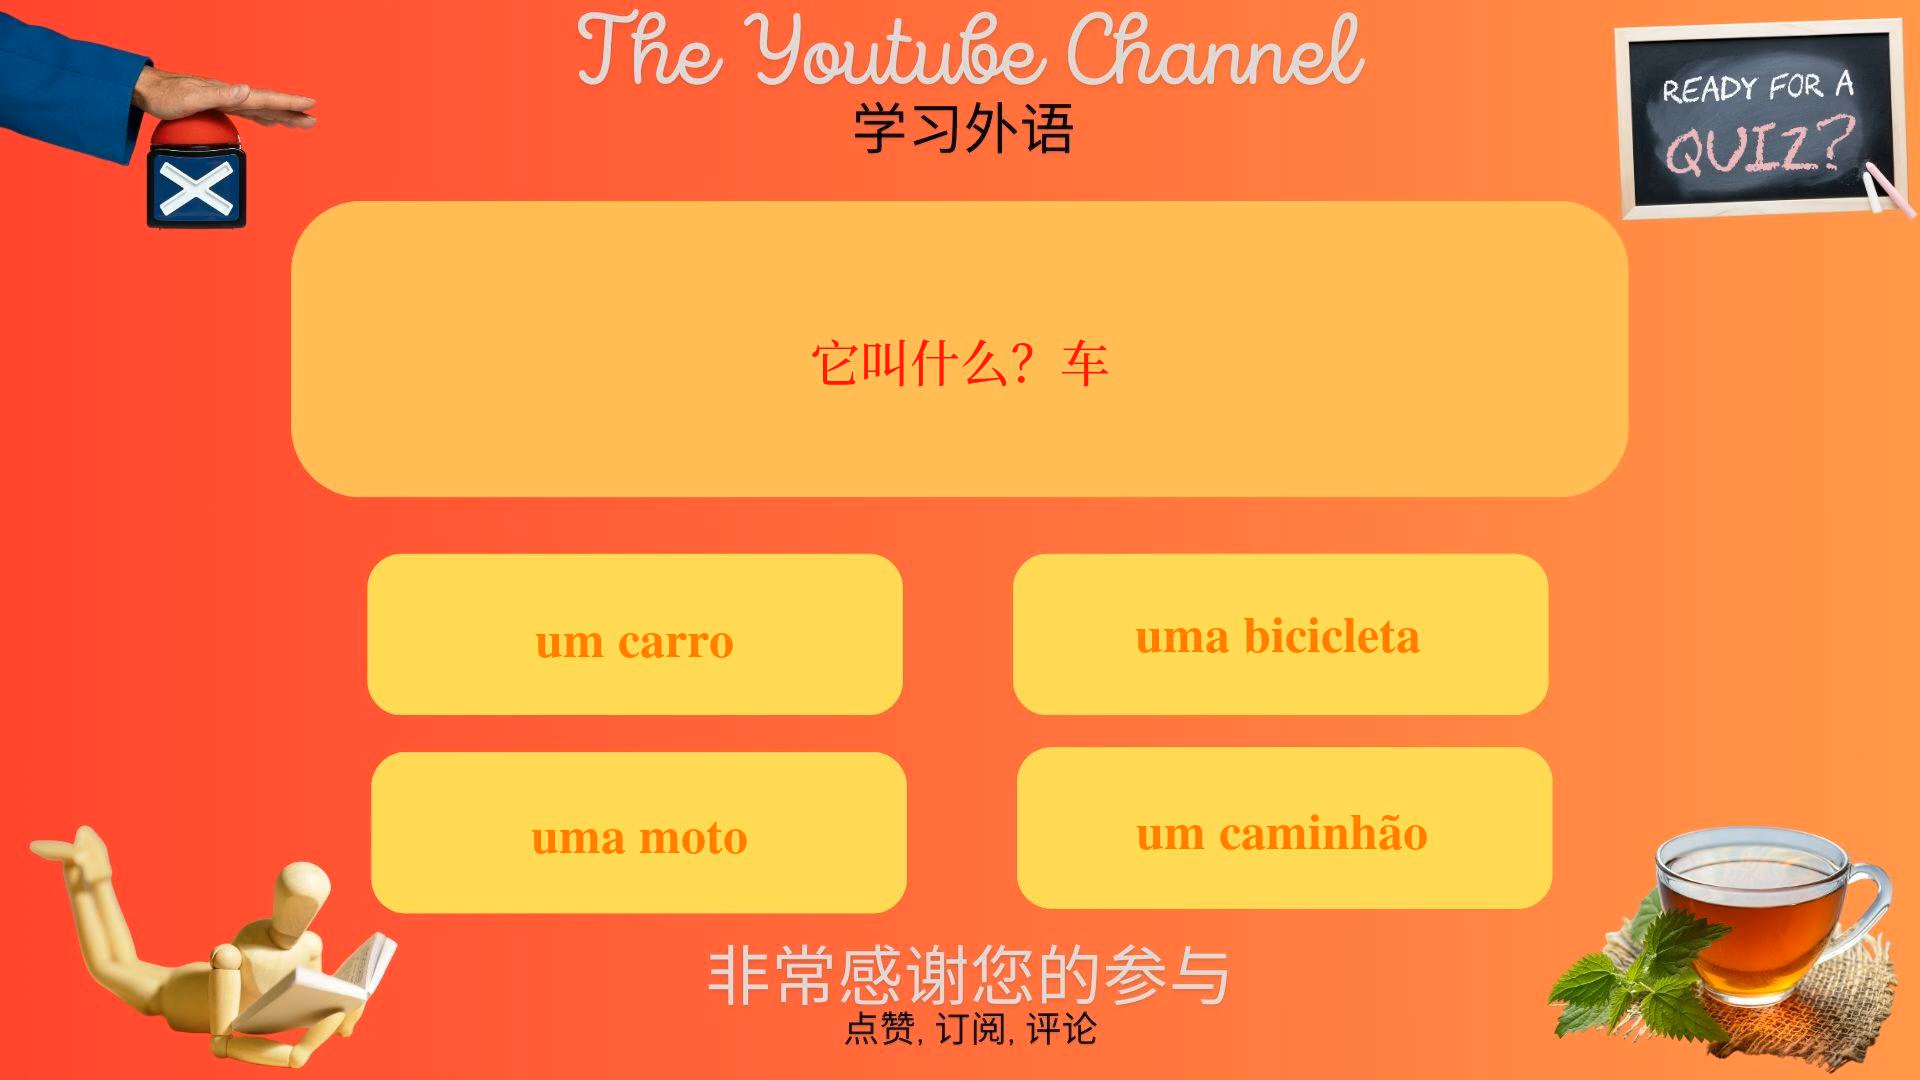 The Youtube Channel
学习外语
READY FOR A
QUIZ?
它叫什么？车
um carro
uma bicicleta
uma moto
um caminhão
非常感谢您的参与
点赞, 订阅, 评论